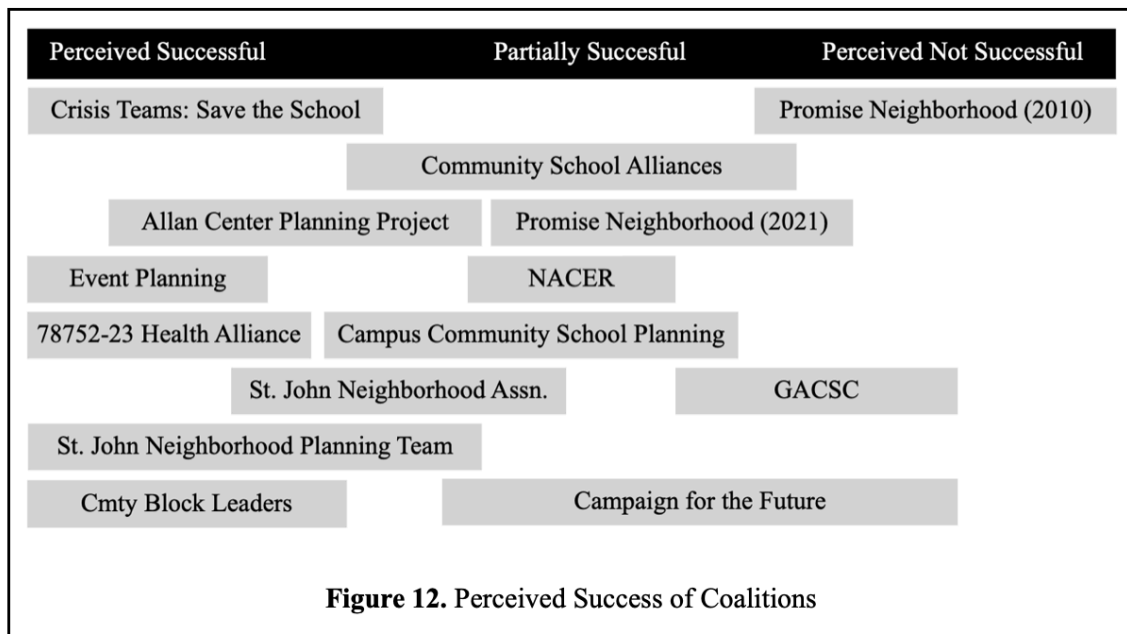 Perceived Successful Partially Succesful Perceived Not Successful
Crisis Teams: Save the School Promise Neighborhood (2010)
Community School Alliances
Allan Center Planning Project Promise Neighborhood (2021)
Event Planning NACER
78752-23 Health Alliance Campus Community School Planning
St. John Neighborhood Assn. GACSC
St. John Neighborhood Planning Team
Cmty Block Leaders Campaign for the Future
Figure 12. Perceived Success of Coalitions